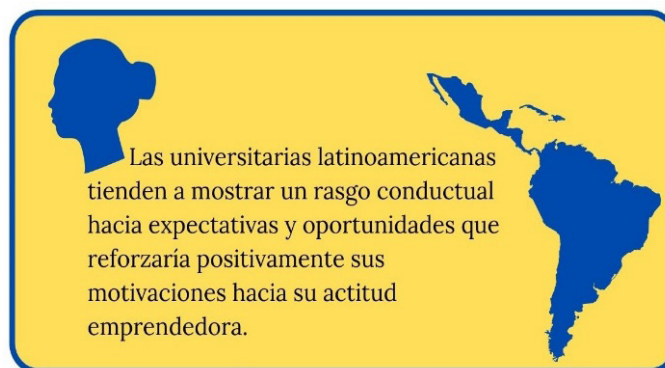 Las universitarias latinoamericanas
tienden a mostrar un rasgo conductual
hacia expectativas y oportunidades que
reforzaría positivamente sus
motivaciones hacia su actitud
emprendedora.